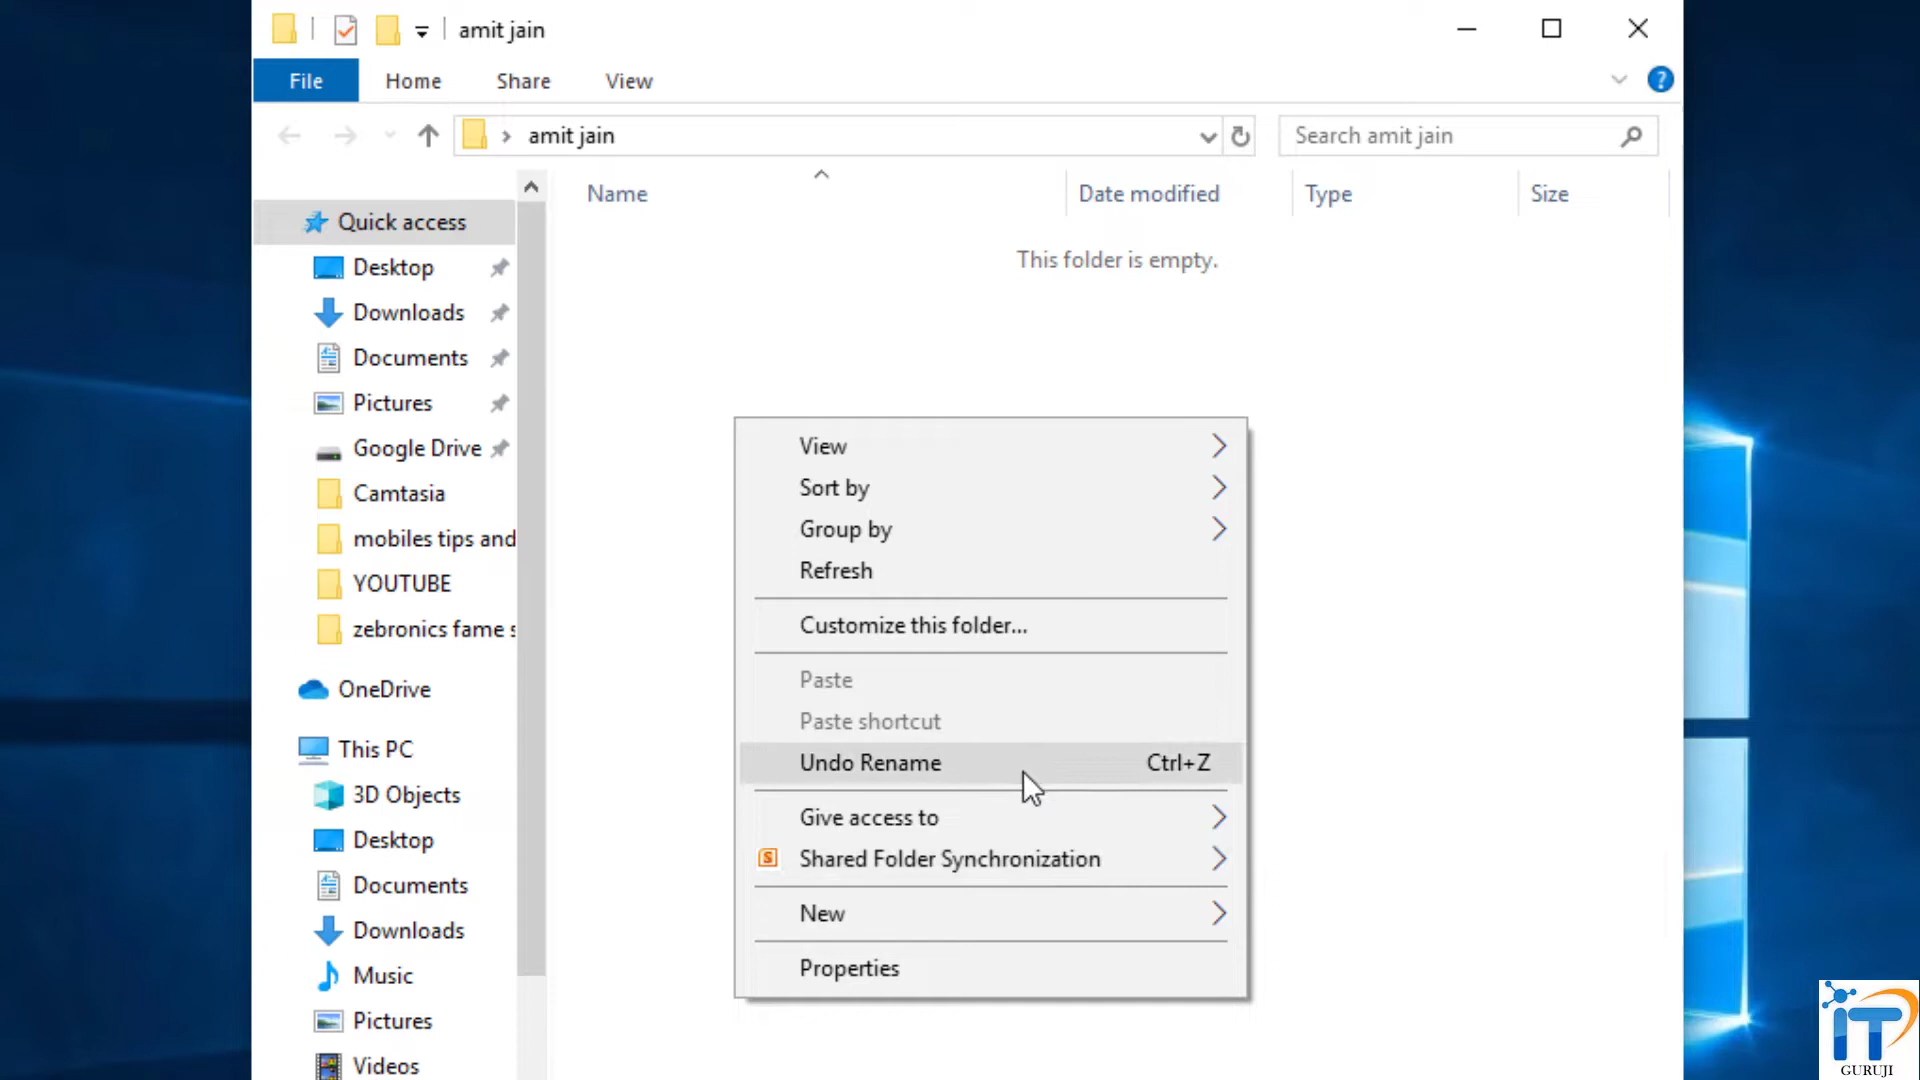 amit jain
File
Home
Share
View
?
amit jain
Search amit jain
Name
Date modified
Type
Size
This folder is empty.
Quick access
Desktop
Downloads
Documents
Pictures
Google Drive
Camtasia
mobiles tips and
YOUTUBE
zebronics fame s
OneDrive
This PC
3D Objects
Desktop
Documents
Downloads
Music
Pictures
Videos
View
Sort by
Group by
Refresh
Customize this folder...
Paste
Paste shortcut
Undo Rename Ctrl+Z
Give access to
S Shared Folder Synchronization
New
Properties
iT
GURUJI